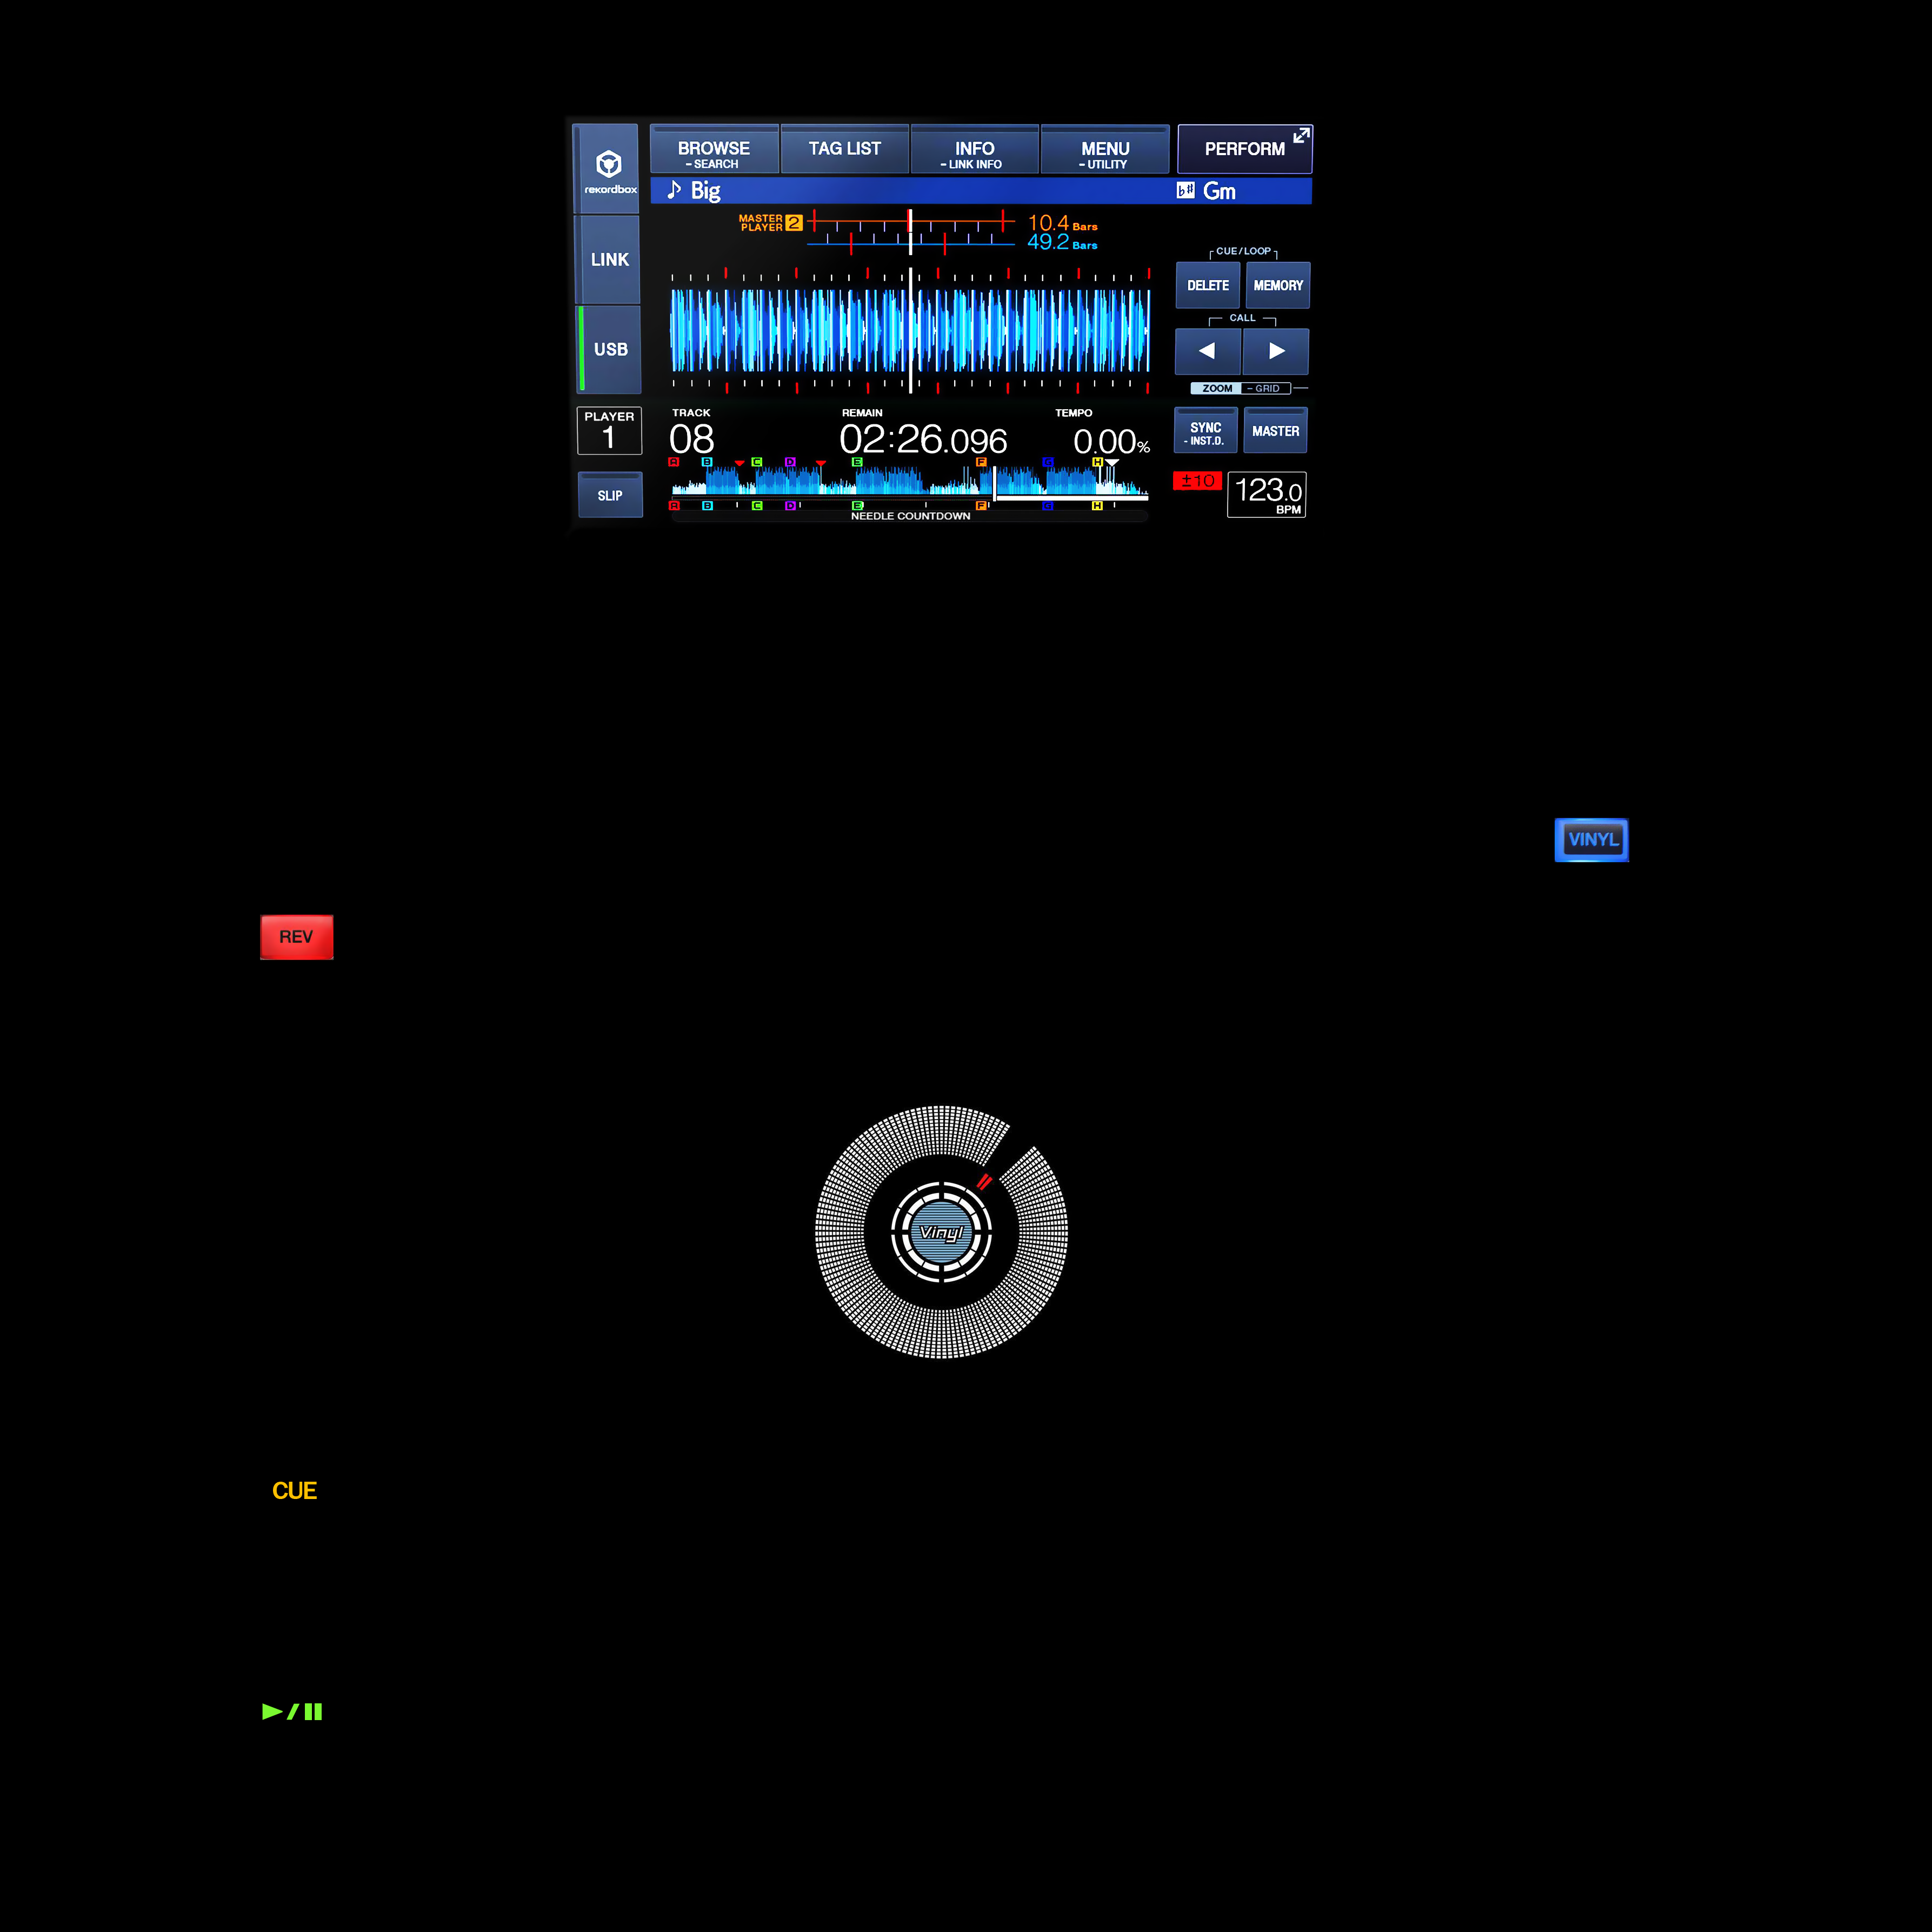 BROWSE
- SEARCH
TAG LIST
INFO
- LINK INFO
MENU
- UTILITY
PERFORM
rekordbox
♪ Big
b# Gm
MASTER
PLAYER 2
10.4 Bars
49.2 Bars
LINK
CUE/LOOP
DELETE
MEMORY
CALL
USB
ZOOM
- GRID
PLAYER
1
TRACK
08
REMAIN
02:26.096
TEMPO
0.00%
SYNC
- INST.D.
MASTER
A B C D E F G H
SLIP
±10
123.0
BPM
A B C D E F G H
NEEDLE COUNTDOWN
VINYL
REV
Vinyl
CUE